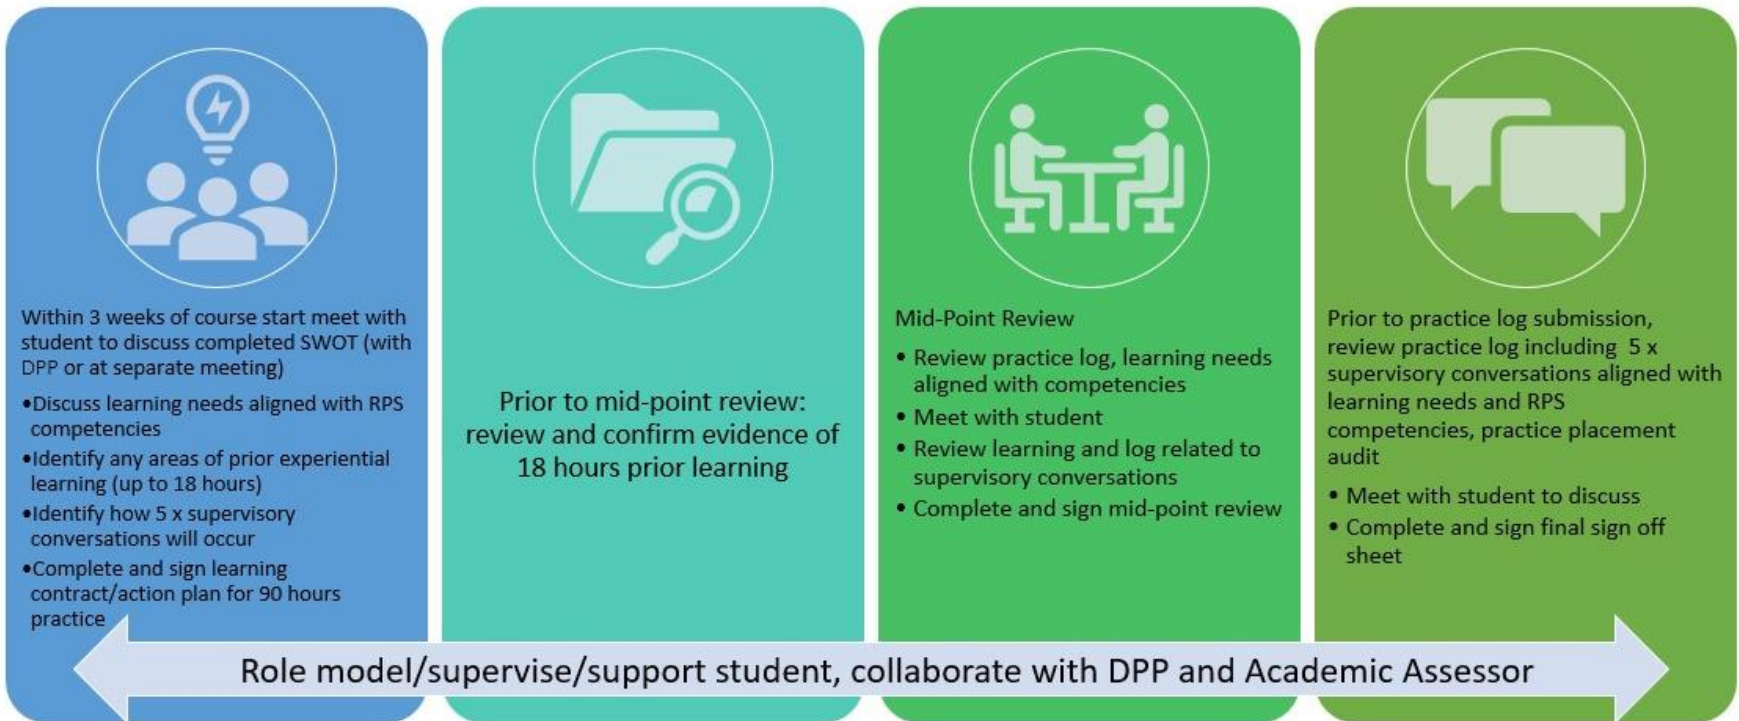 Within 3 weeks of course start meet with
student to discuss completed SWOT (with
DPP or at separate meeting)
•Discuss learning needs aligned with RPS
competencies
•Identify any areas of prior experiential
learning (up to 18 hours)
•Identify how 5 x supervisory
conversations will occur
•Complete and sign learning
contract/action plan for 90 hours
practice
Prior to mid-point review:
review and confirm evidence of
18 hours prior learning
Mid-Point Review
• Review practice log, learning needs
aligned with competencies
• Meet with student
• Review learning and log related to
supervisory conversations
• Complete and sign mid-point review
Prior to practice log submission,
review practice log including 5 x
supervisory conversations aligned with
learning needs and RPS
competencies, practice placement
audit
• Meet with student to discuss
• Complete and sign final sign off
sheet
Role model/supervise/support student, collaborate with DPP and Academic Assessor